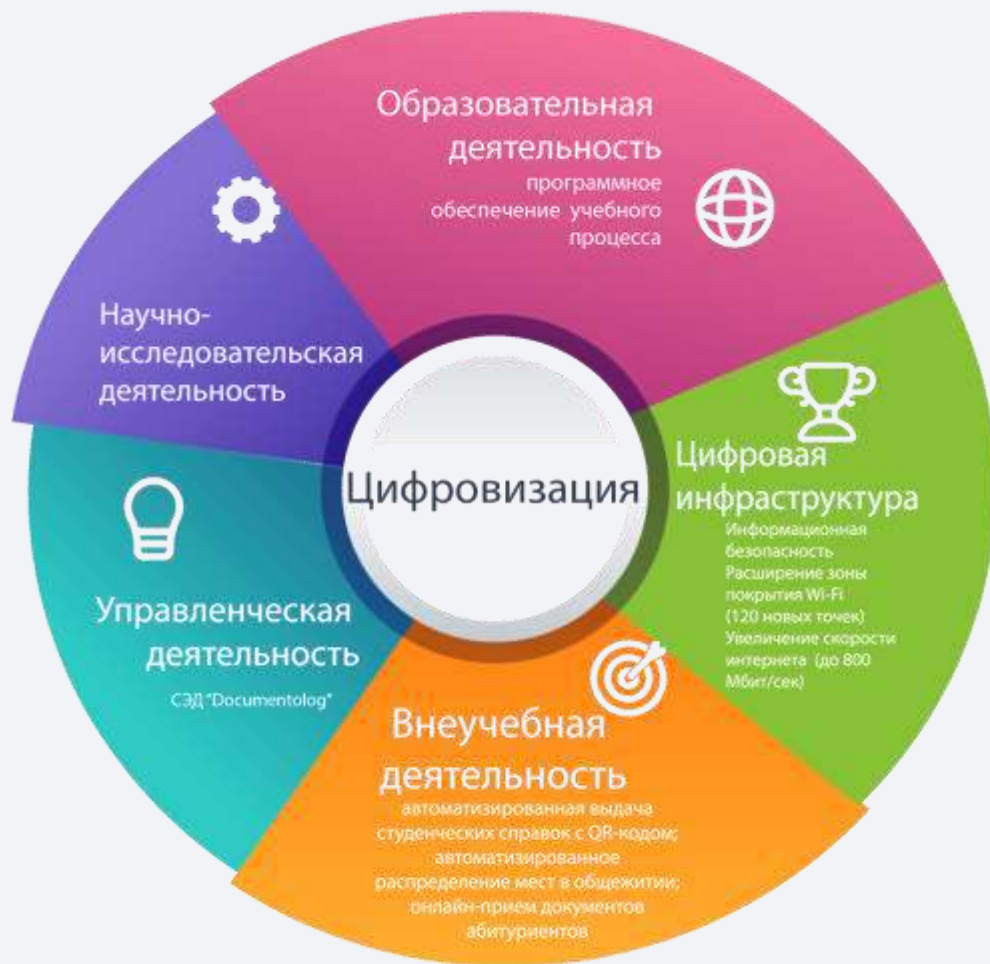 Образовательная
деятельность
программное
обеспечение учебного
процесса
Научно-
исследовательская
деятельность
Цифровизация
Цифровая
инфраструктура
Информационная
безопасность
Расширение зоны
покрытия Wi-Fi
(120 новых точек)
Увеличение скорости
интернета (до 800
Мбит/сек)
Управленческая
деятельность
СЭД "Documentolog"
Внеучебная
деятельность
автоматизированная выдача
студенческих справок с QR-кодом;
автоматизированное
распределение мест в общежитии;
онлайн-прием документов
абитуриентов